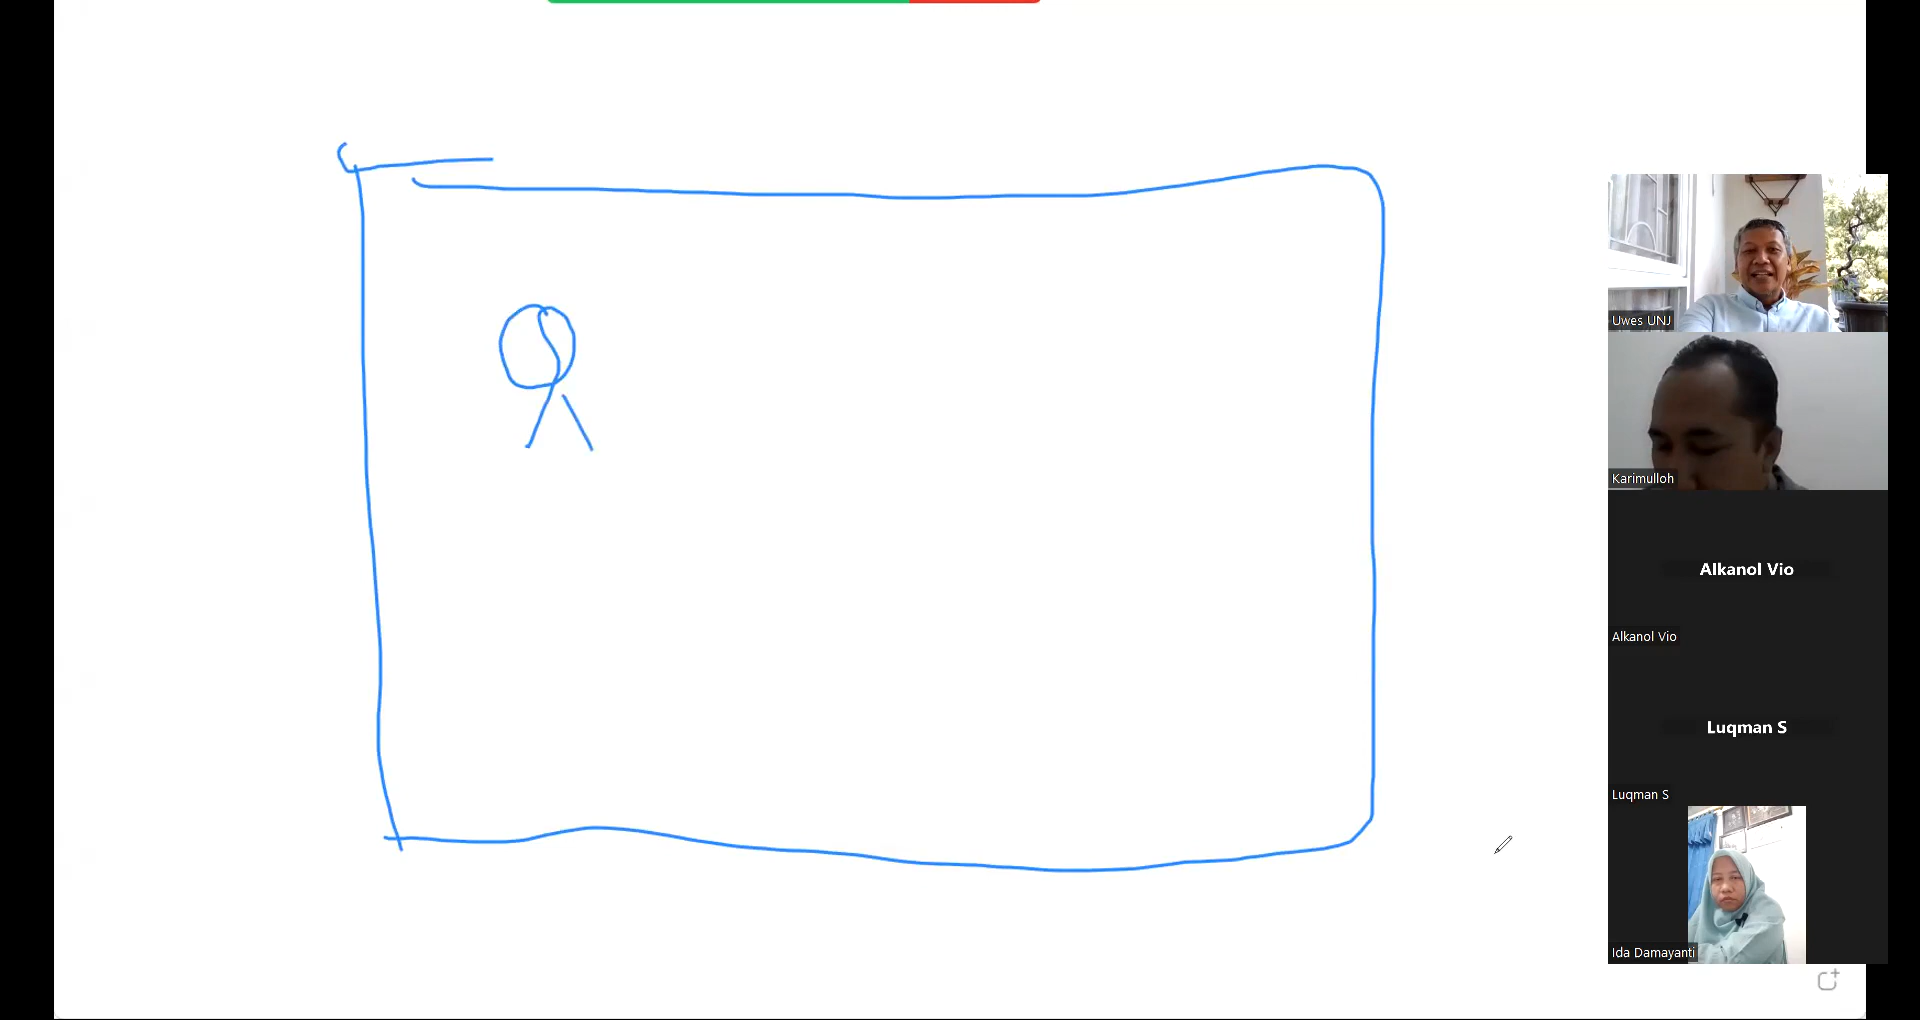 Uwes UNJ
Karimulloh
Alkanol Vio
Alkanol Vio
Luqman S
Luqman S
Ida Damayanti